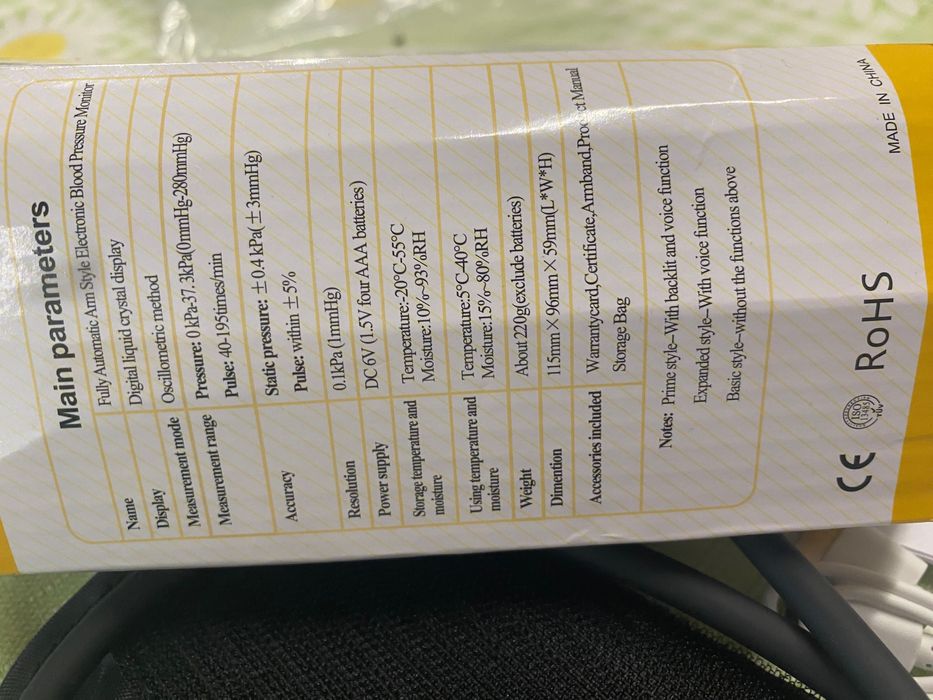 Main parameters
Name Fully Automatic Arm Style Electronic Blood Pressure Monitor
Display Digital liquid crystal display
Measurement mode Oscillometric method
Measurement range Pressure: 0 kPa-37.3kPa(0mmHg-280mmHg)
Pulse: 40-195times/min
Accuracy Static pressure: ±0.4 kPa(±3mmHg)
Pulse: within ±5%
Resolution 0.1kPa (1mmHg)
Power supply DC 6V (1.5V four AAA batteries)
Storage temperature and Temperature:-20°C-55°C
moisture Moisture:10%~93%RH
Using temperature and Temperature:5°C-40°C
moisture Moisture:15%~80%RH
Weight About 220g(exclude batteries)
Dimention 115mm×96mm×59mm(L*W*H)
Accessories included Warrantycard,Certificate,Armband,Product Manual
Storage Bag
Notes: Prime style–With backlit and voice function
Expanded style–With voice function
Basic style–without the functions above
CE ISO 13485 TÜV RoHS MADE IN CHINA